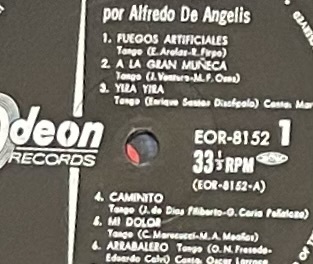 por Alfredo De Angelis
1. FUEGOS ARTIFICIALES
Tango (E. Arolas-R. Firpo)
2. A LA GRAN MUÑECA
Tango (J. Ventura-M.F. Osés)
3. YIRA YIRA
Tango (Enrique Santos Discépolo) Canta: Mar
Odeon
RECORDS
EOR-8152 1
33 1/3 RPM
(EOR-8152-A)
4. CAMINITO
Tango (J. de Dios Filiberto-G. Coria Peñaloza)
5. MI DOLOR
Tango (C. Marcucci-M. A. Meaños)
6. ARRABALERO Tango (O. N. Fresedo-
Eduardo Calvi) Canta: Oscar Larroca